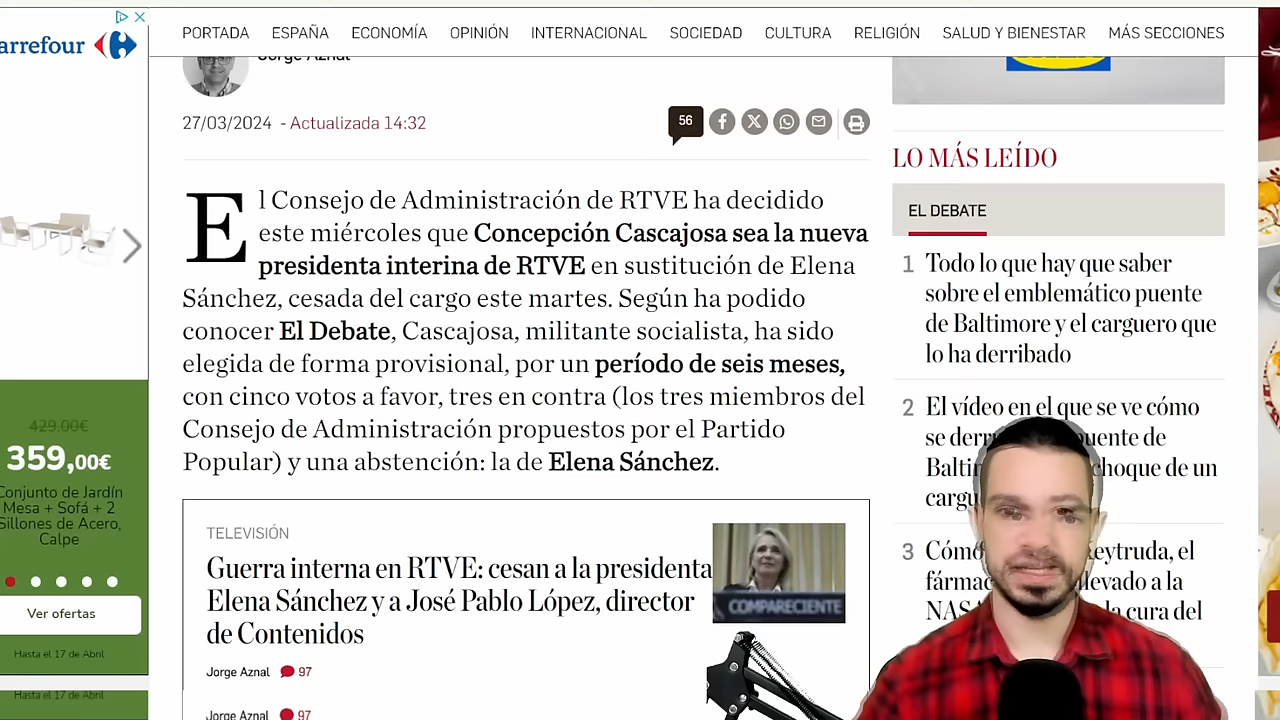 arrefour
PORTADA ESPAÑA ECONOMÍA OPINIÓN INTERNACIONAL SOCIEDAD CULTURA RELIGIÓN SALUD Y BIENESTAR MÁS SECCIONES
Jorge Aznal
27/03/2024 - Actualizada 14:32
56
El Consejo de Administración de RTVE ha decidido
este miércoles que Concepción Cascajosa sea la nueva
presidenta interina de RTVE en sustitución de Elena
Sánchez, cesada del cargo este martes. Según ha podido
conocer El Debate, Cascajosa, militante socialista, ha sido
elegida de forma provisional, por un período de seis meses,
con cinco votos a favor, tres en contra (los tres miembros del
Consejo de Administración propuestos por el Partido
Popular) y una abstención: la de Elena Sánchez.
TELEVISIÓN
Guerra interna en RTVE: cesan a la presidenta
Elena Sánchez y a José Pablo López, director
de Contenidos
Jorge Aznal 97
Jorge Aznal 97
COMPARECIENTE
LO MÁS LEÍDO
EL DEBATE
1 Todo lo que hay que saber
sobre el emblemático puente
de Baltimore y el carguero que
lo ha derribado
2 El vídeo en el que se ve cómo
se derr puente de
Baltim choque de un
cargu
3 Cómo eytruda, el
fármac llevado a la
NAS la cura del
429,00€
359,00€
Conjunto de Jardín
Mesa + Sofá + 2
Sillones de Acero,
Calpe
Ver ofertas
Hasta el 17 de Abril
Hasta el 17 de Abril